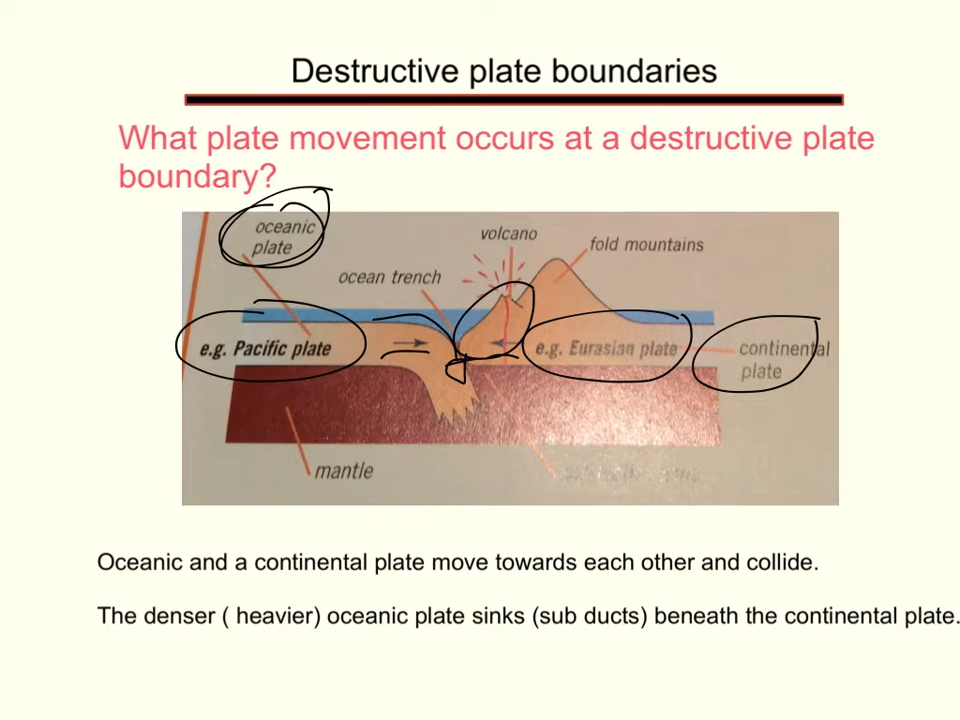 Destructive plate boundaries
What plate movement occurs at a destructive plate
boundary?
oceanic
plate
volcano
fold mountains
ocean trench
e.g. Pacific plate
e.g. Eurasian plate
continental
plate
mantle
Oceanic and a continental plate move towards each other and collide.
The denser ( heavier) oceanic plate sinks (sub ducts) beneath the continental plate.